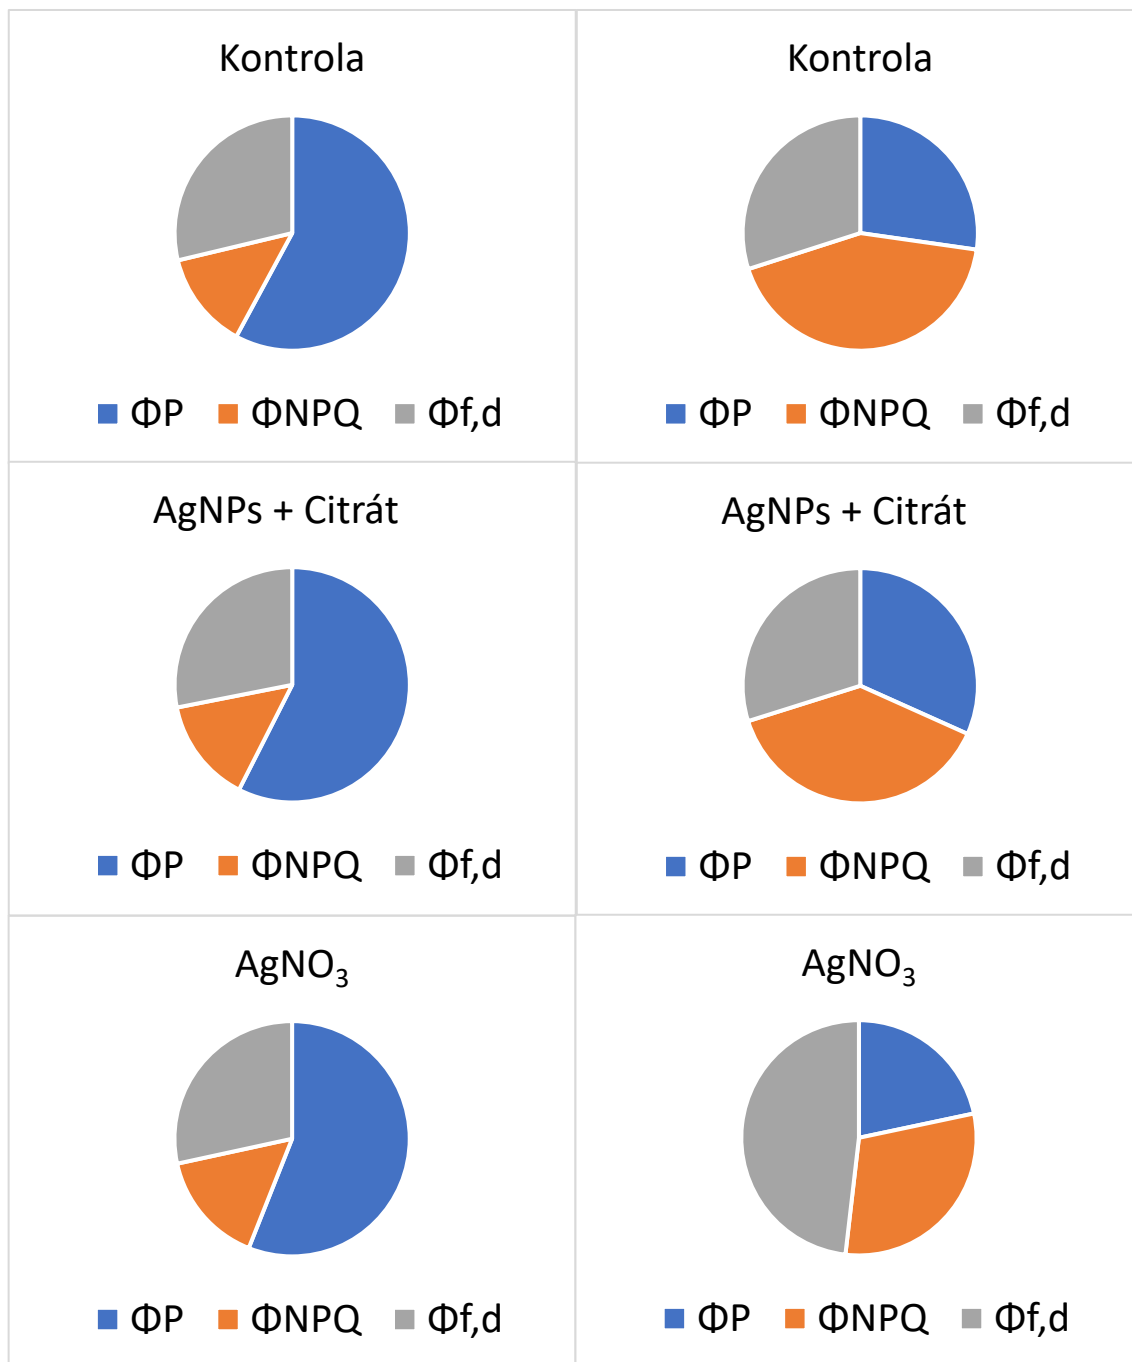 Kontrola
ΦP ΦNPQ Φf,d
Kontrola
ΦP ΦNPQ Φf,d
AgNPs + Citrát
ΦP ΦNPQ Φf,d
AgNPs + Citrát
ΦP ΦNPQ Φf,d
AgNO₃
ΦP ΦNPQ Φf,d
AgNO₃
ΦP ΦNPQ Φf,d